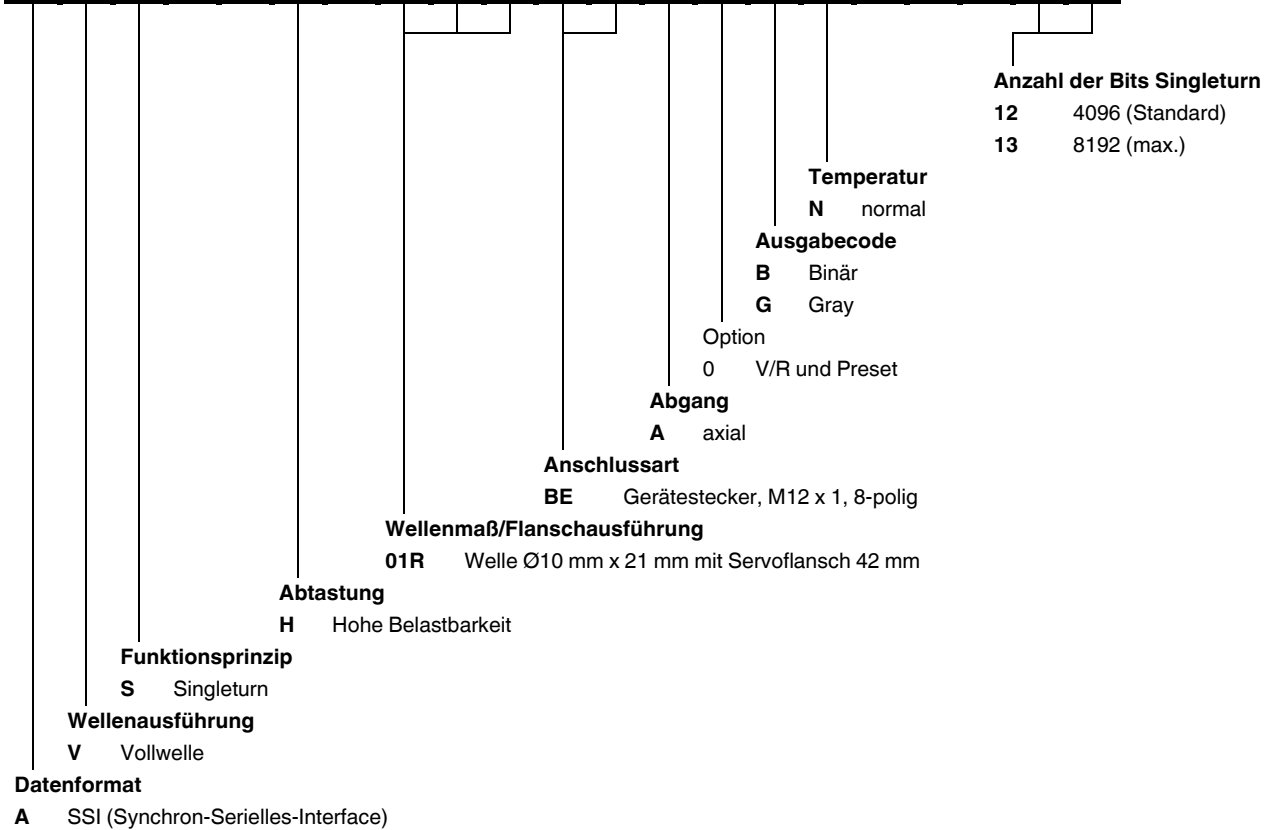 Anzahl der Bits Singleturn
12 4096 (Standard)
13 8192 (max.)
Temperatur
N normal
Ausgabecode
B Binär
G Gray
Option
0 V/R und Preset
Abgang
A axial
Anschlussart
BE Gerätestecker, M12 x 1, 8-polig
Wellenmaß/Flanschausführung
01R Welle Ø10 mm x 21 mm mit Servoflansch 42 mm
Abtastung
H Hohe Belastbarkeit
Funktionsprinzip
S Singleturn
Wellenausführung
V Vollwelle
Datenformat
A SSI (Synchron-Serielles-Interface)